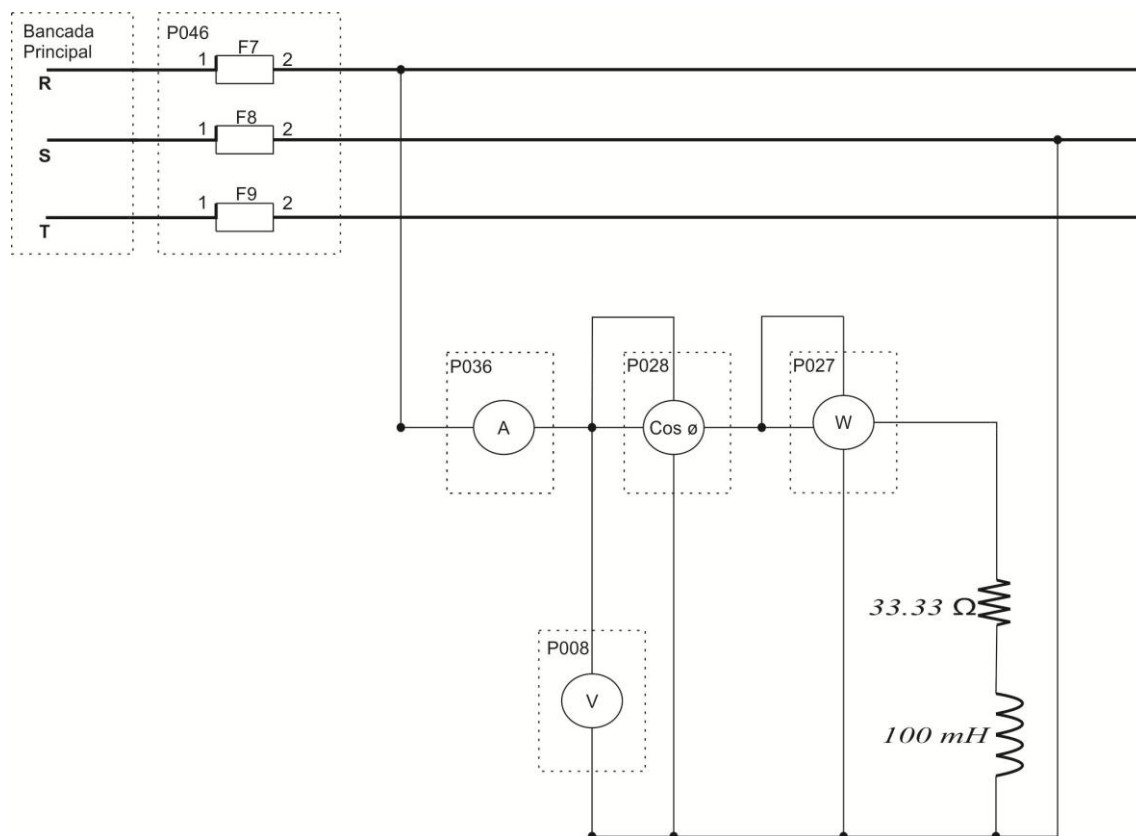 Bancada
Principal
P046
F7
1
2
R
F8
1
2
S
F9
1
2
T
P036
P028
P027
A
Cos ø
W
33.33 Ω
P008
V
100 mH